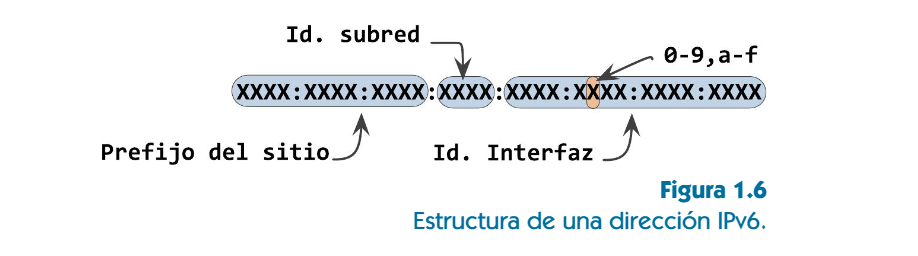 Id. subred
0-9,a-f
XXXX:XXXX:XXXX:XXXX:XXXX:XXXX:XXXX:XXXX
Prefijo del sitio
Id. Interfaz
Figura 1.6
Estructura de una dirección IPv6.